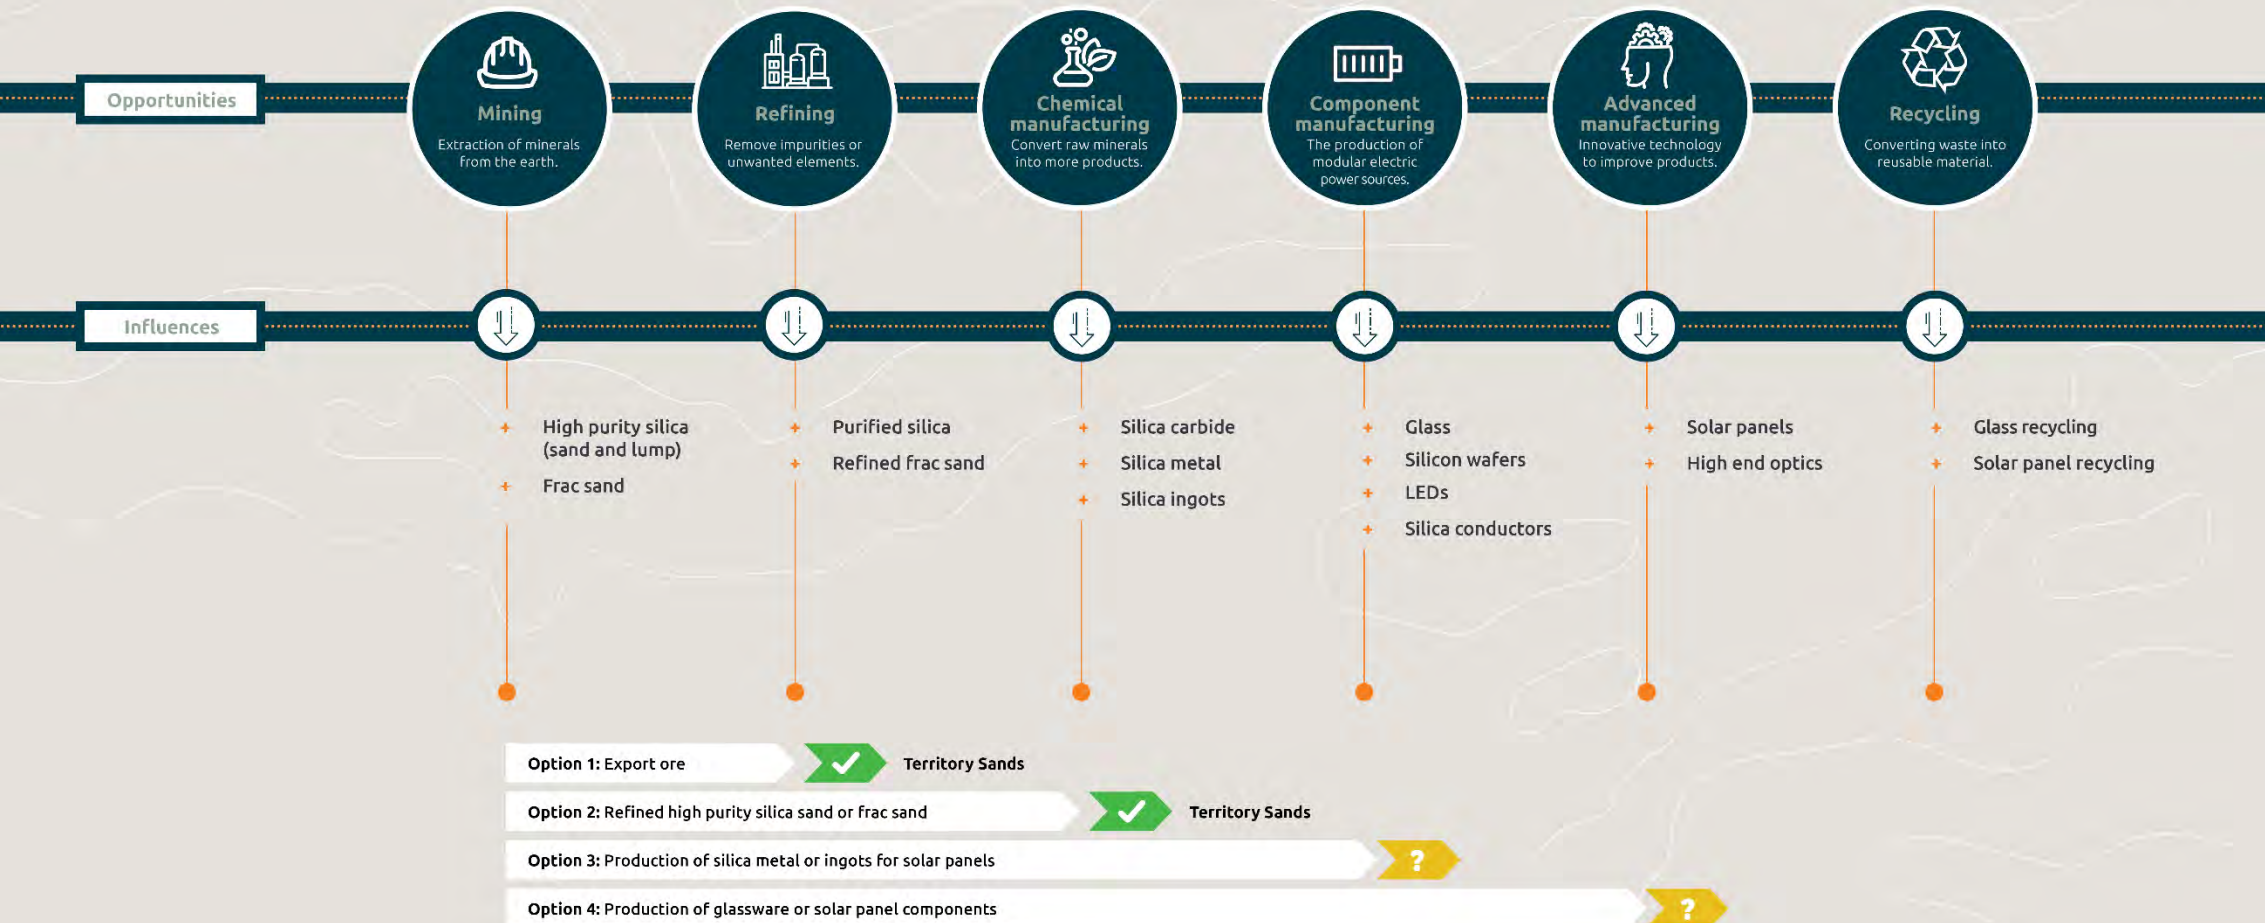 Opportunities
Mining
Extraction of minerals
from the earth.
Refining
Remove impurities or
unwanted elements.
Chemical
manufacturing
Convert raw minerals
into more products.
Component
manufacturing
The production of
modular electric
power sources.
Advanced
manufacturing
Innovative technology
to improve products.
Recycling
Converting waste into
reusable material.
Influences
+ High purity silica
(sand and lump)
+ Frac sand
+ Purified silica
+ Refined frac sand
+ Silica carbide
+ Silica metal
+ Silica ingots
+ Glass
+ Silicon wafers
+ LEDs
+ Silica conductors
+ Solar panels
+ High end optics
+ Glass recycling
+ Solar panel recycling
Option 1: Export ore
Territory Sands
Option 2: Refined high purity silica sand or frac sand
Territory Sands
Option 3: Production of silica metal or ingots for solar panels
?
Option 4: Production of glassware or solar panel components
?